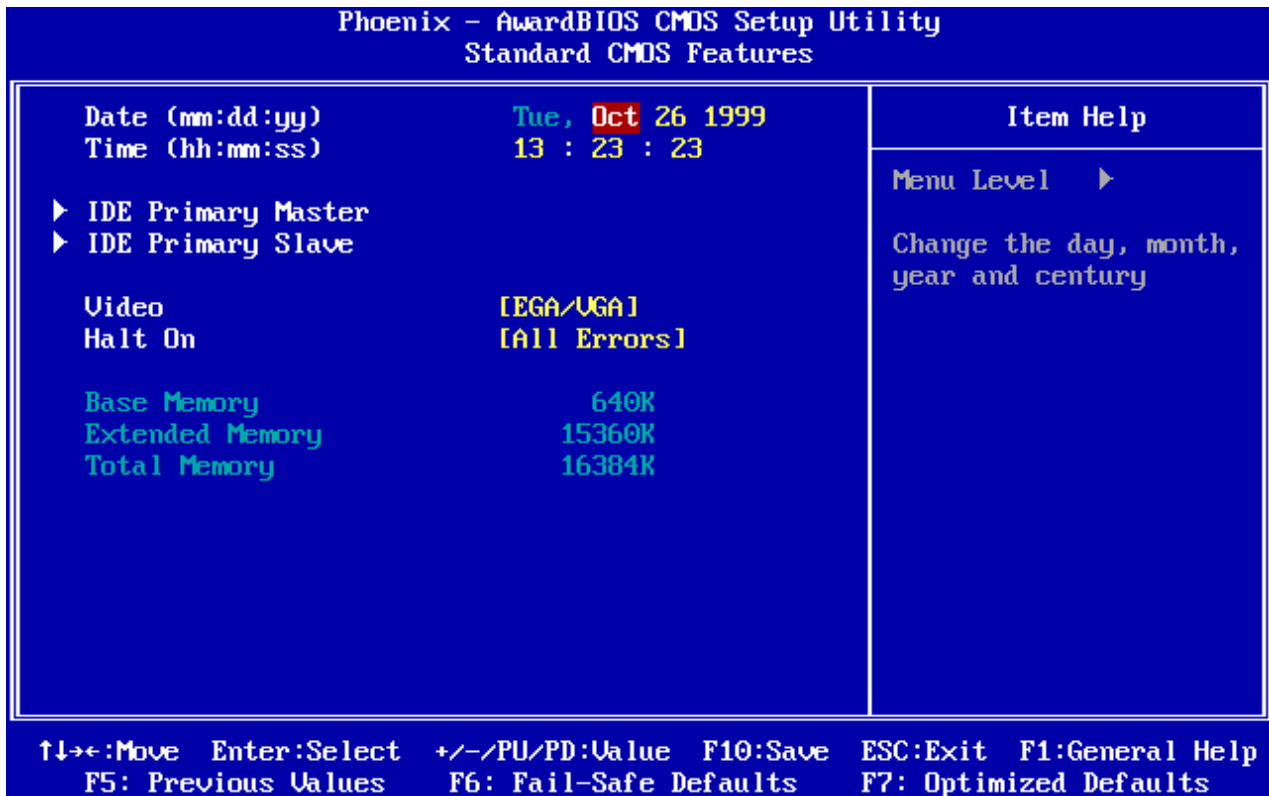 Phoenix - AwardBIOS CMOS Setup Utility
Standard CMOS Features
Date (mm:dd:yy) Tue, Oct 26 1999
Time (hh:mm:ss) 13 : 23 : 23
IDE Primary Master
IDE Primary Slave
Video [EGA/VGA]
Halt On [All Errors]
Base Memory 640K
Extended Memory 15360K
Total Memory 16384K
Item Help
Menu Level
Change the day, month,
year and century
↑↓→←:Move Enter:Select +/-/PU/PD:Value F10:Save ESC:Exit F1:General Help
F5: Previous Values F6: Fail-Safe Defaults F7: Optimized Defaults